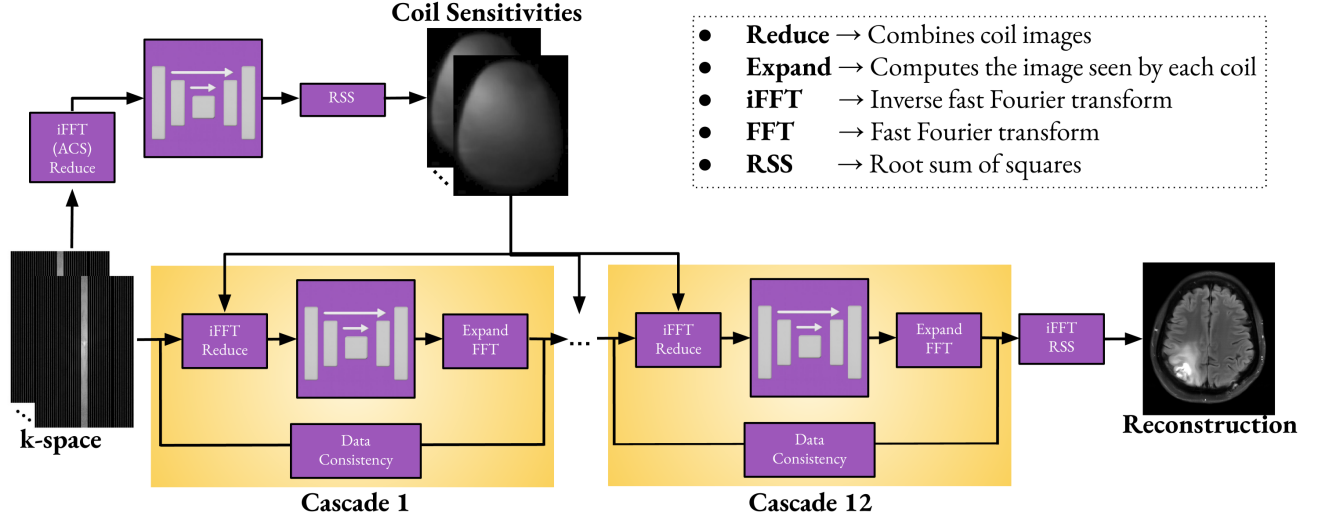 Coil Sensitivities
● Reduce → Combines coil images
● Expand → Computes the image seen by each coil
● iFFT → Inverse fast Fourier transform
● FFT → Fast Fourier transform
● RSS → Root sum of squares
RSS
iFFT
(ACS)
Reduce
k-space
iFFT
Reduce
Expand
FFT
Data
Consistency
Cascade 1
...
iFFT
Reduce
Expand
FFT
Data
Consistency
Cascade 12
iFFT
RSS
Reconstruction